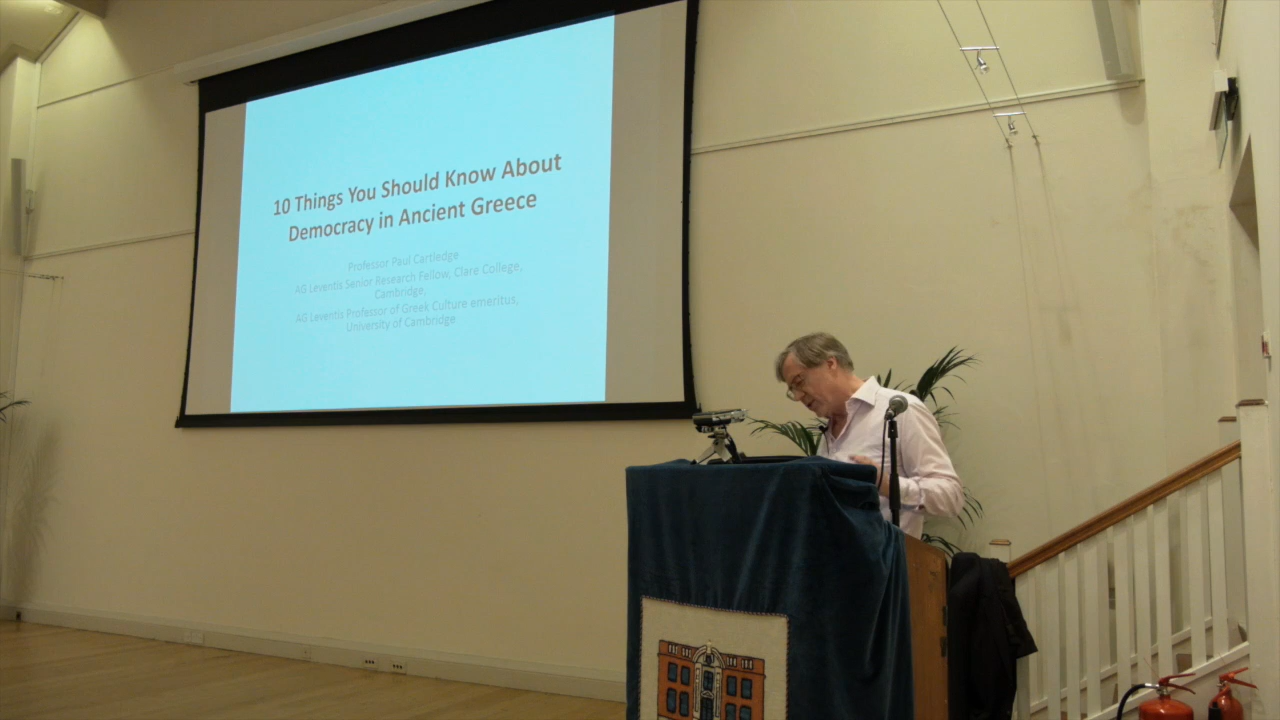 10 Things You Should Know About
Democracy in Ancient Greece
Professor Paul Cartledge
AG Leventis Senior Research Fellow, Clare College,
Cambridge,
AG Leventis Professor of Greek Culture emeritus,
University of Cambridge